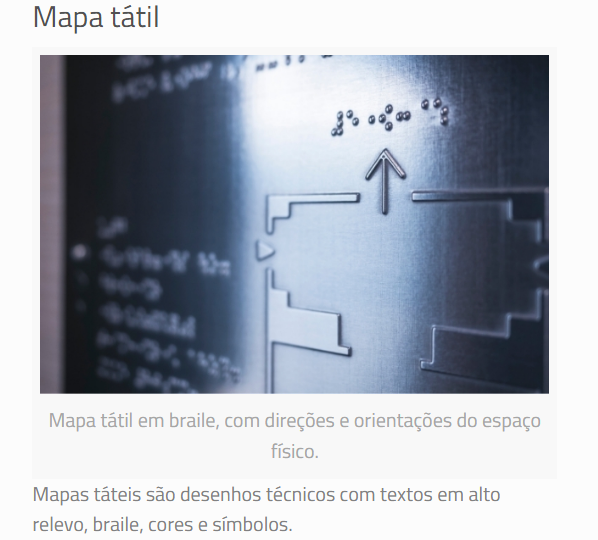 Mapa tátil
Mapa tátil em braile, com direções e orientações do espaço
físico.
Mapas táteis são desenhos técnicos com textos em alto
relevo, braile, cores e símbolos.